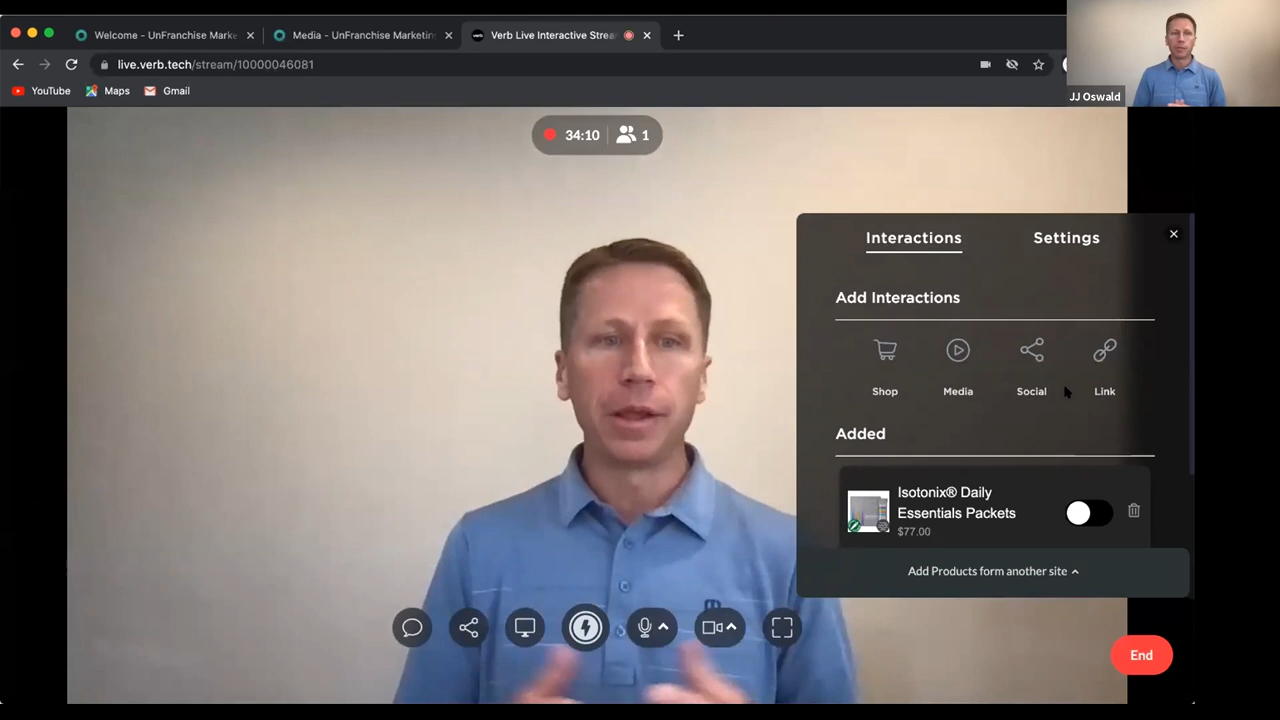 Welcome - UnFranchise Marke
Media - UnFranchise Marketin
verb
Verb Live Interactive Strea
live.verb.tech/stream/10000046081
YouTube
Maps
Gmail
JJ Oswald
34:10
1
Interactions
Settings
Add Interactions
Shop
Media
Social
Link
Added
Isotonix® Daily
Essentials Packets
$77.00
Add Products form another site
End